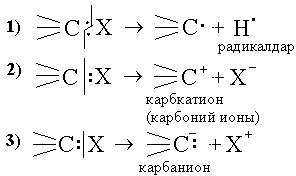 1) C:X → C· + H·
радикалдар
2) C :X → C⁺ + X⁻
карбкатион
(карбоний ионы)
3) C: X → C:⁻ + X⁺
карбанион